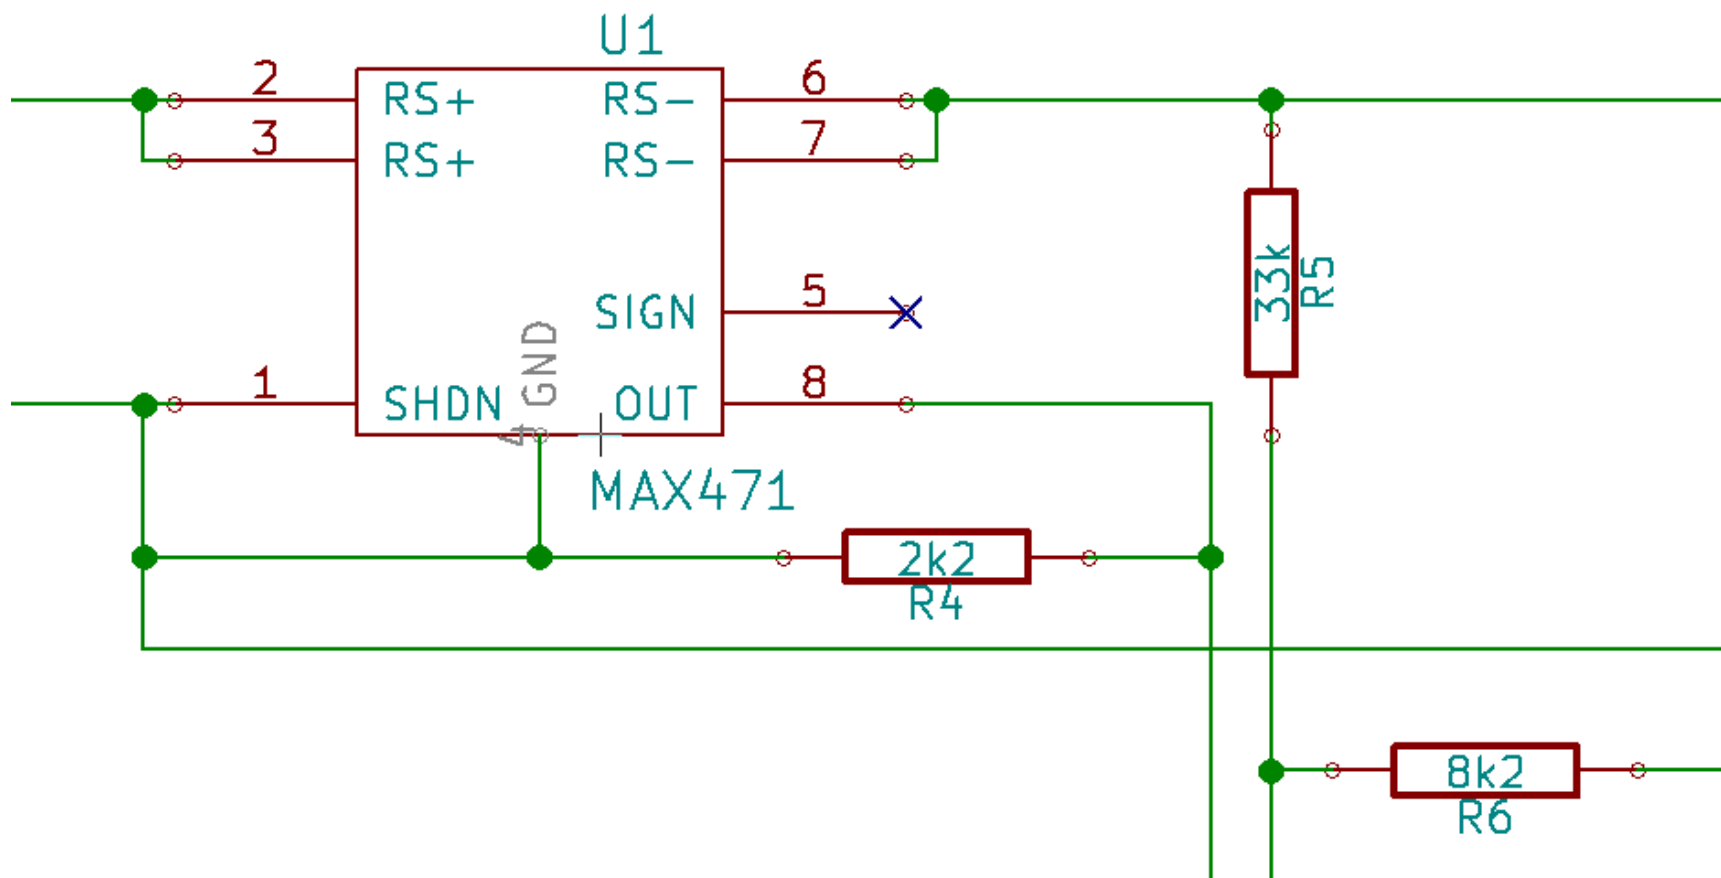 U1
2
RS+
RS-
6
3
RS+
RS-
7
SIGN
5
33k
R5
1
SHDN
GND
OUT
8
4
MAX471
2k2
R4
8k2
R6